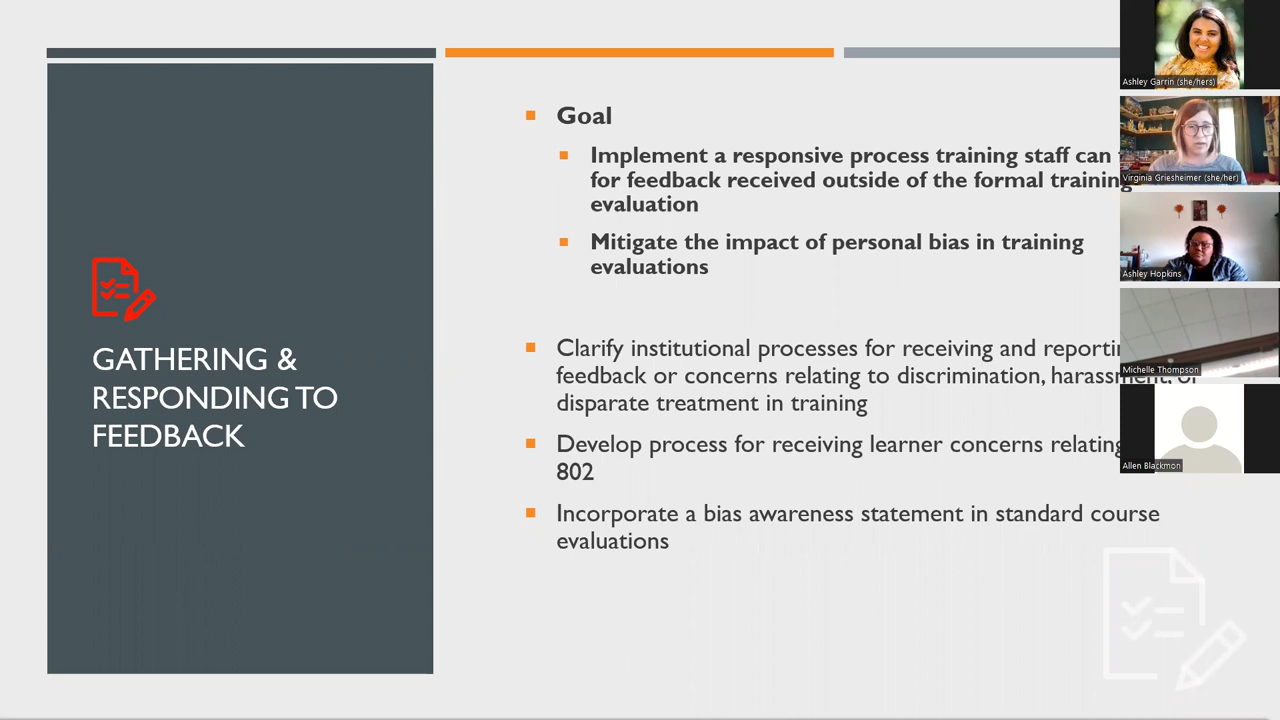 GATHERING &
RESPONDING TO
FEEDBACK
Goal
Implement a responsive process training staff can
for feedback received outside of the formal training
evaluation
Mitigate the impact of personal bias in training
evaluations
Clarify institutional processes for receiving and
feedback or concerns relating to discrimination, harassment, or
disparate treatment in training
Develop process for receiving learner concerns relating
802
Incorporate a bias awareness statement in standard course
evaluations
Ashley Garrin (she/hers)
Virginia Griesheimer (she/her)
Ashley Hopkins
Michelle Thompson
Allen Blackmon